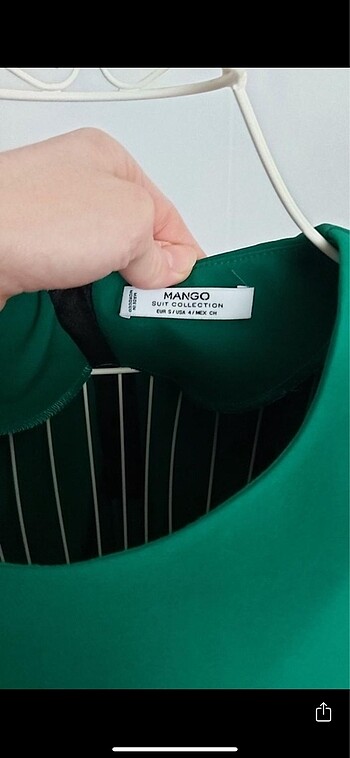 MANGO
SUIT COLLECTION
EUR S / USA 4 / MEX CH